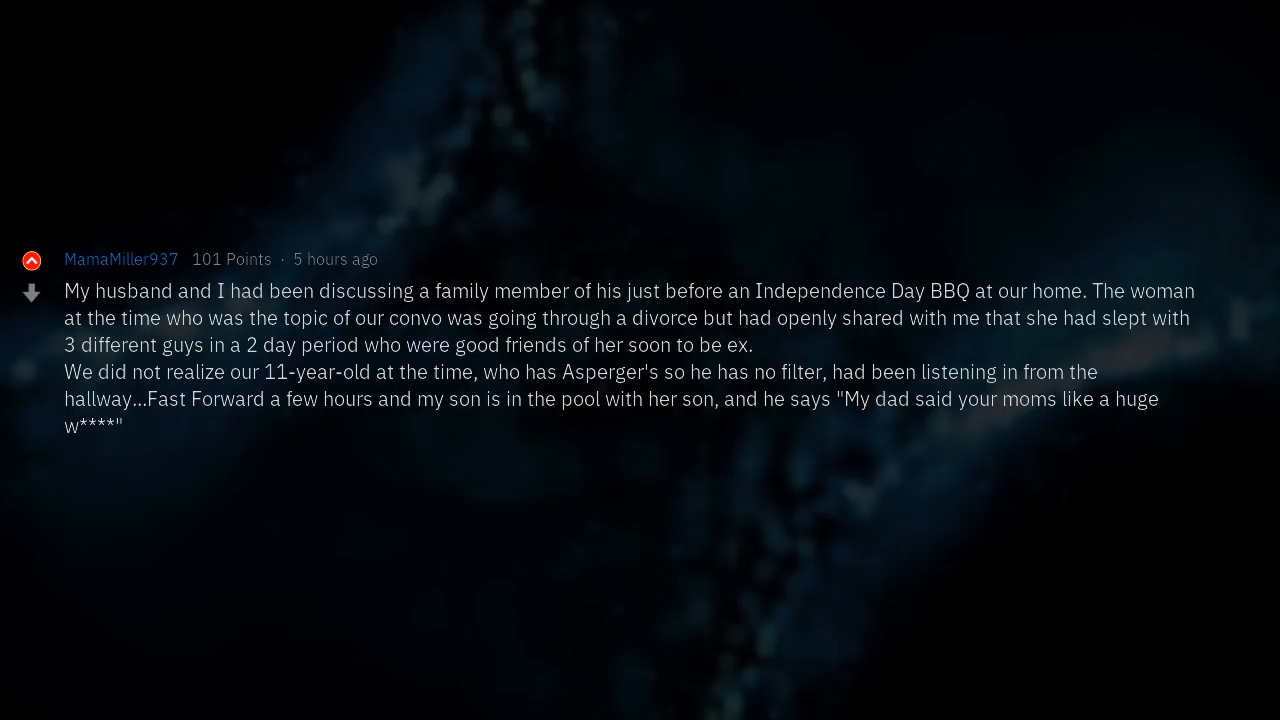 MamaMiller937 101 Points · 5 hours ago
My husband and I had been discussing a family member of his just before an Independence Day BBQ at our home. The woman
at the time who was the topic of our convo was going through a divorce but had openly shared with me that she had slept with
3 different guys in a 2 day period who were good friends of her soon to be ex.
We did not realize our 11-year-old at the time, who has Asperger's so he has no filter, had been listening in from the
hallway...Fast Forward a few hours and my son is in the pool with her son, and he says "My dad said your moms like a huge
w****"